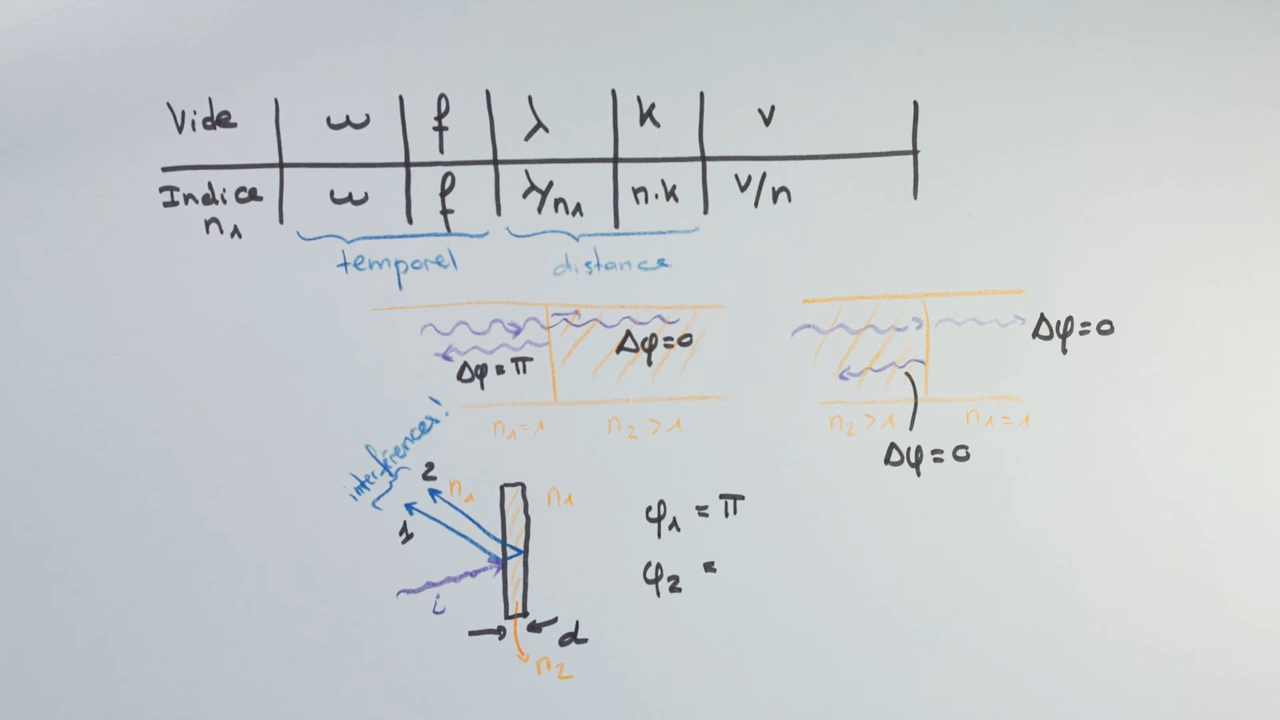 Vide ω f λ k v
Indice n₁ ω f λ/n₁ n·k v/n
temporel distance
Δφ=0
Δφ=π
Δφ=0
n₁=1 n₂>1
n₂>1 n₁=1
Δφ=0
interférences!
2 n₁ n₁
1
φ₁ = π
φ₂ =
i
d
n₂